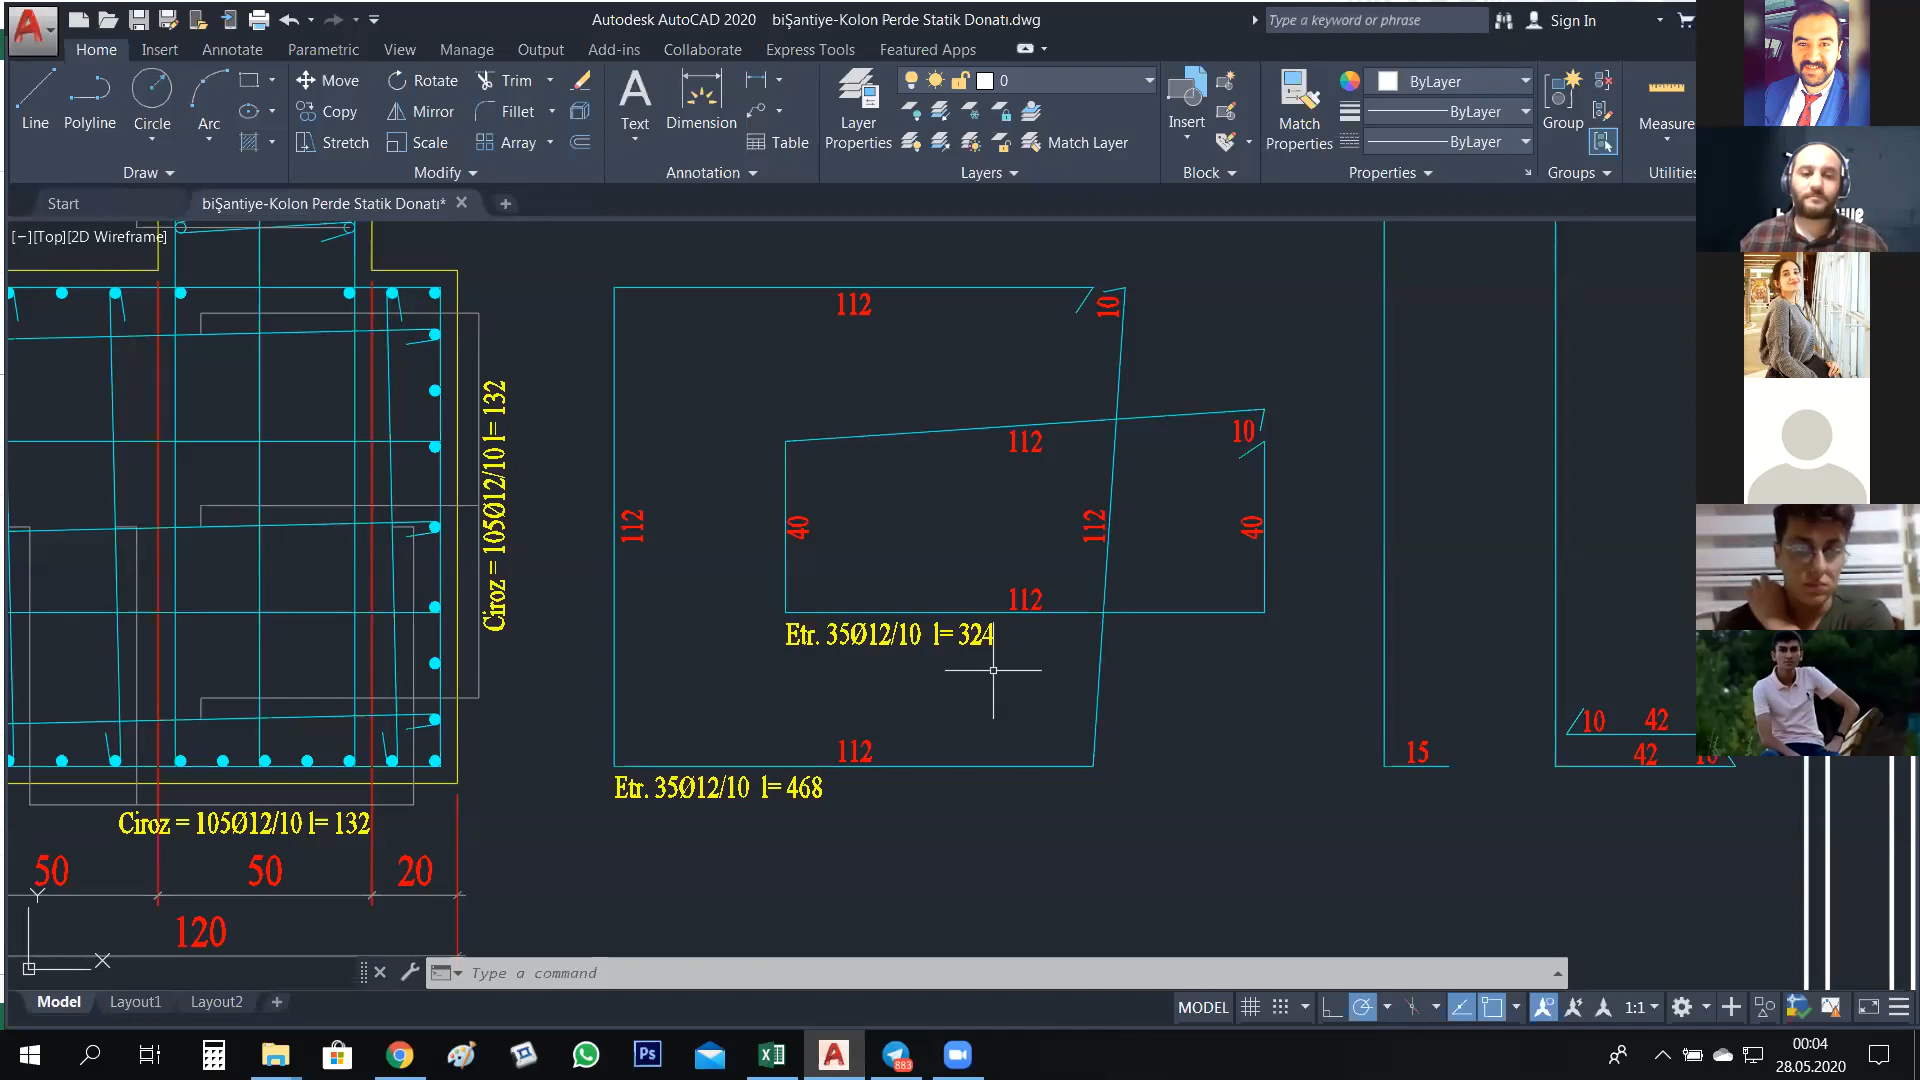 Autodesk AutoCAD 2020 biŞantiye-Kolon Perde Statik Donatı.dwg
Type a keyword or phrase
Sign In
Home Insert Annotate Parametric View Manage Output Add-ins Collaborate Express Tools Featured Apps
Line Polyline Circle Arc
Move Rotate Trim
Copy Mirror Fillet
Stretch Scale Array
Text Dimension
Table
Layer Properties
0
Match Layer
Insert
Match Properties
ByLayer
ByLayer
ByLayer
Group
Measure
Draw Modify Annotation Layers Block Properties Groups Utilities
Start
biŞantiye-Kolon Perde Statik Donatı*
[−][Top][2D Wireframe]
112
10
112
10
112
40
112
40
112
Etr. 35Ø12/10 l= 324
112
Etr. 35Ø12/10 l= 468
Ciroz = 105Ø12/10 l= 132
Ciroz = 105Ø12/10 l= 132
50 50 20
120
15
10 42
42
Y
X
Type a command
Model Layout1 Layout2
MODEL
1:1
883
Ps
00:04
28.05.2020